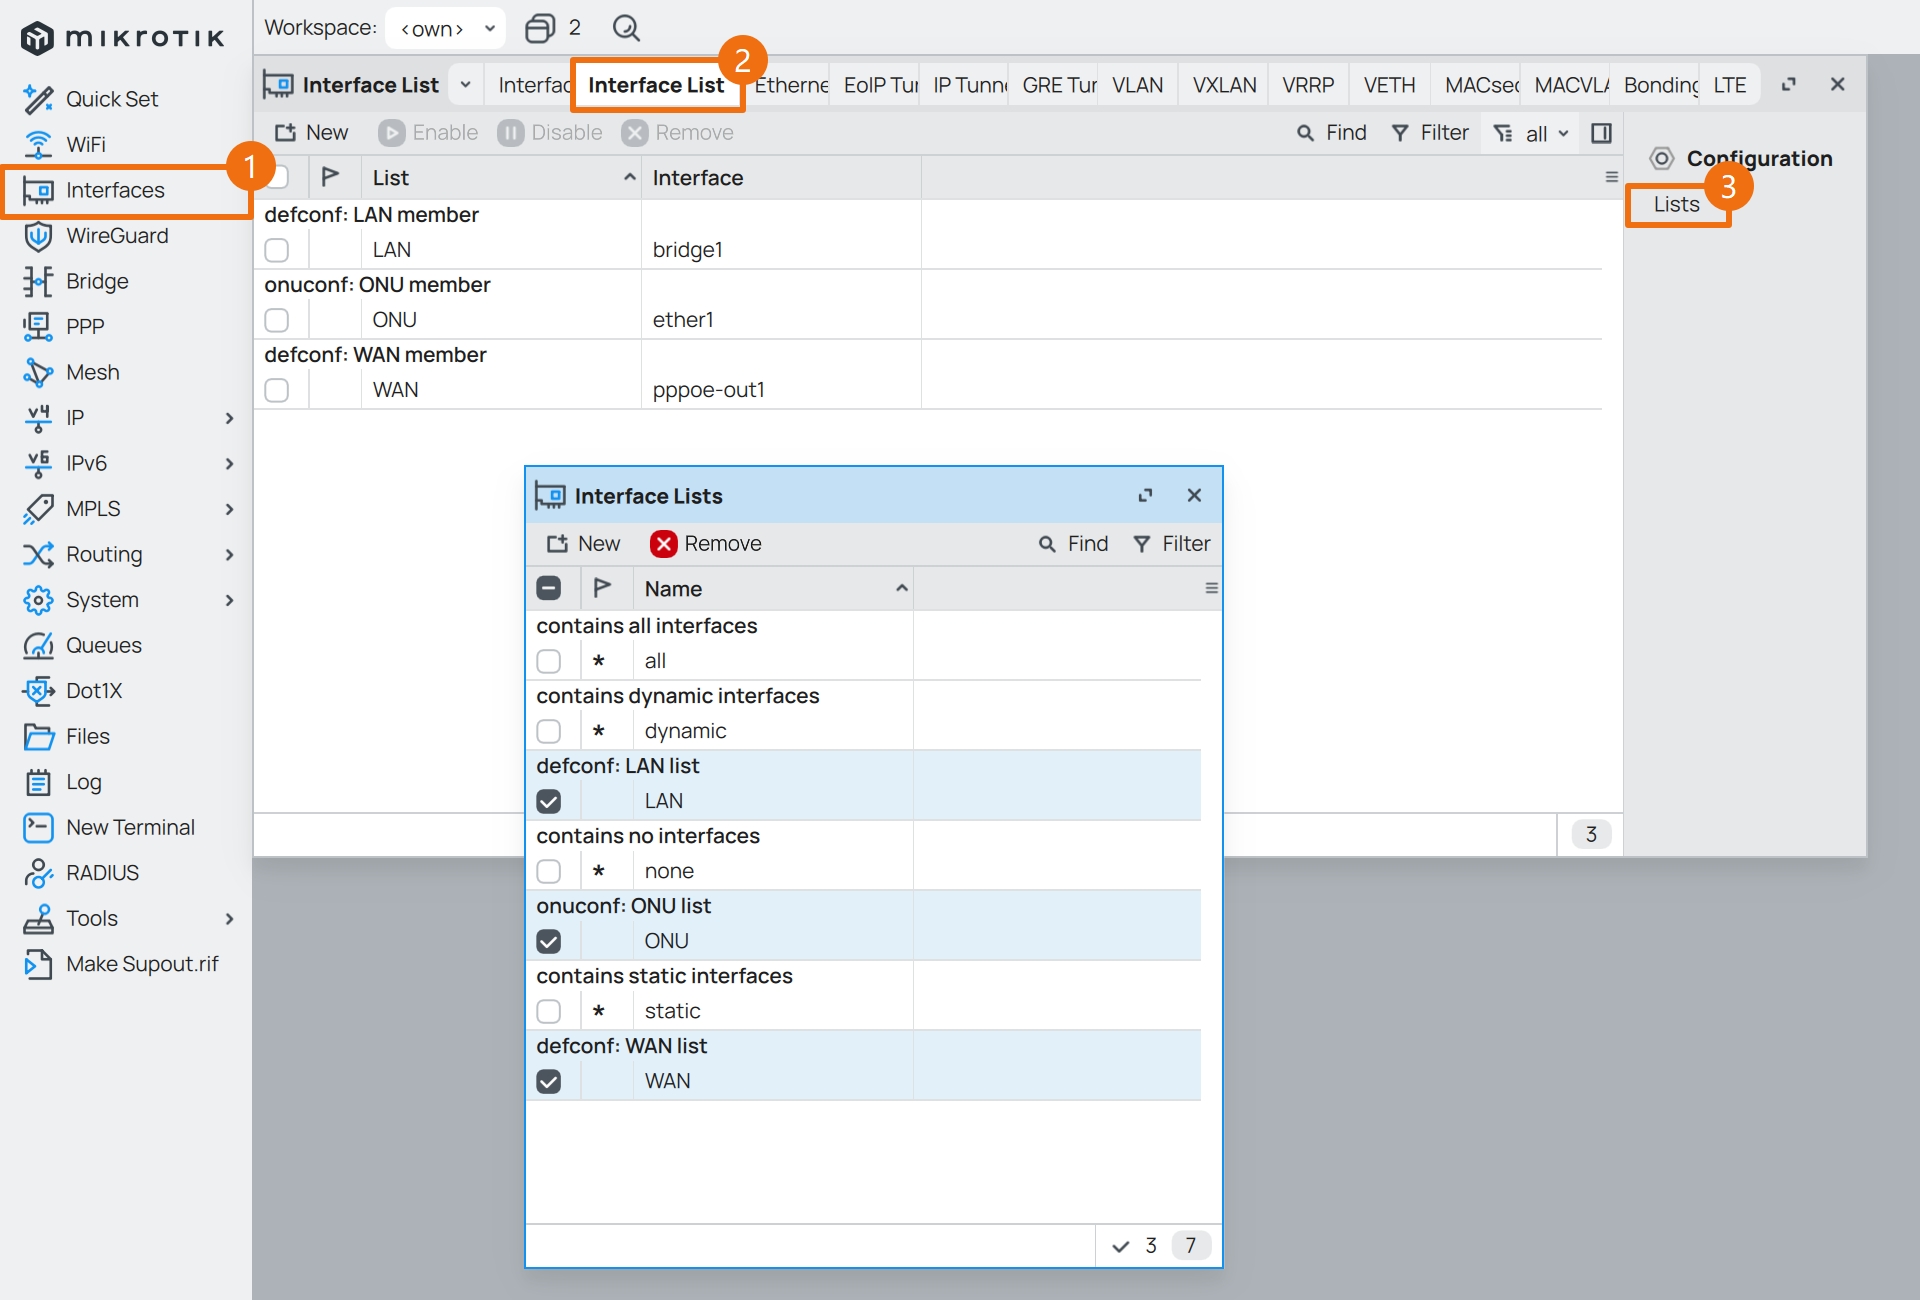 mikrotik
Workspace: <own> 2
Quick Set
WiFi
Interfaces
WireGuard
Bridge
PPP
Mesh
IP
IPv6
MPLS
Routing
System
Queues
Dot1X
Files
Log
New Terminal
RADIUS
Tools
Make Supout.rif
1
2
3
Interface List Interfac Interface List Etherne EoIP Tur IP Tunn GRE Tur VLAN VXLAN VRRP VETH MACsec MACVLA Bonding LTE
New Enable Disable Remove Find Filter all
List Interface
defconf: LAN member
LAN bridge1
onuconf: ONU member
ONU ether1
defconf: WAN member
WAN pppoe-out1
3
Configuration
Lists
Interface Lists
New Remove Find Filter
Name
contains all interfaces
* all
contains dynamic interfaces
* dynamic
defconf: LAN list
LAN
contains no interfaces
* none
onuconf: ONU list
ONU
contains static interfaces
* static
defconf: WAN list
WAN
3 7